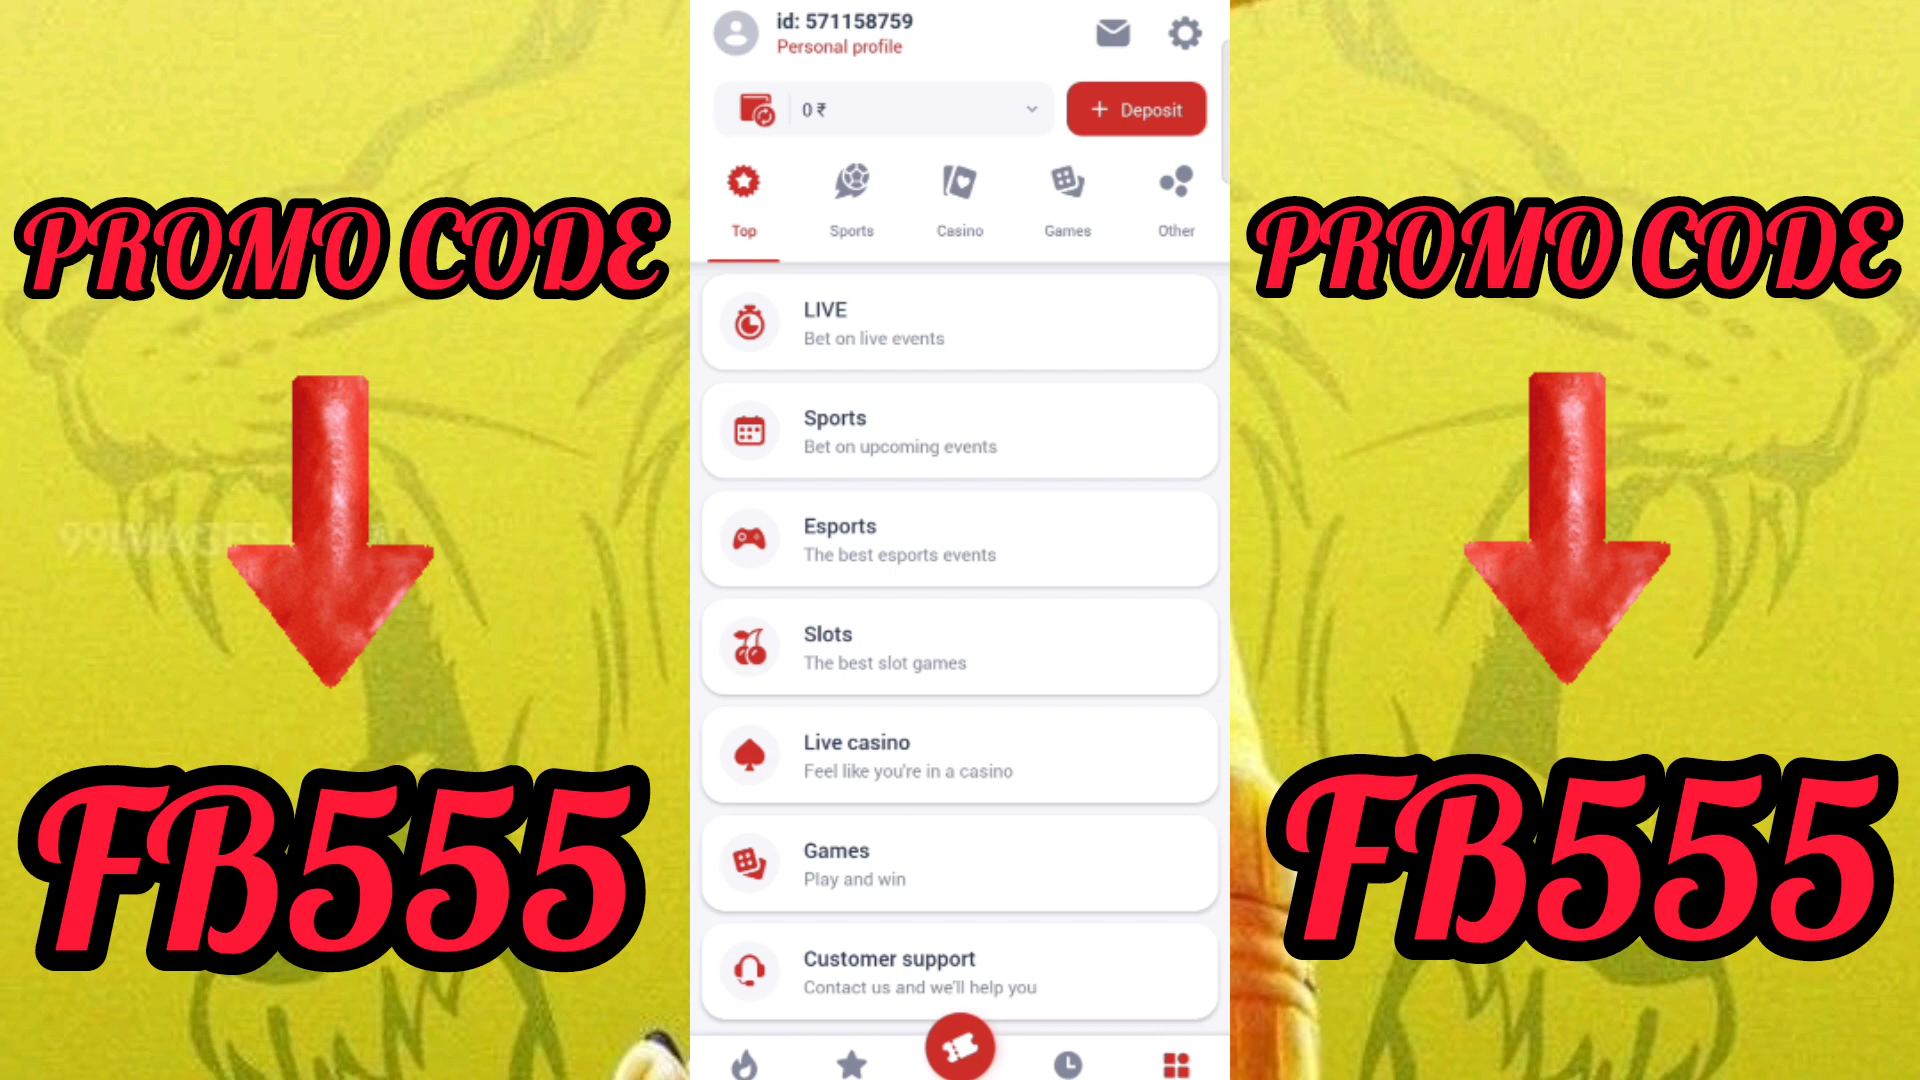 PROMO CODE
FB555
id: 571158759
Personal profile
0 ₹
+ Deposit
Top
Sports
Casino
Games
Other
LIVE
Bet on live events
Sports
Bet on upcoming events
Esports
The best esports events
Slots
The best slot games
Live casino
Feel like you're in a casino
Games
Play and win
Customer support
Contact us and we'll help you
PROMO CODE
FB555
99IMAGES